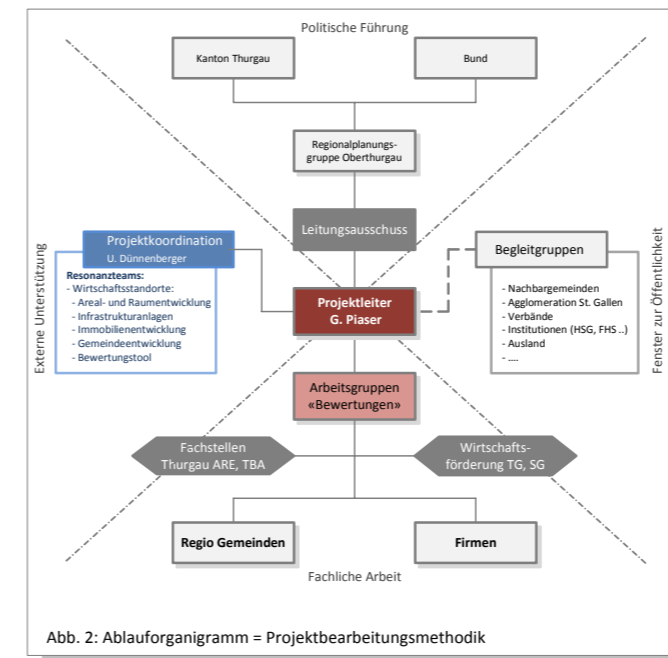 Politische Führung
Kanton Thurgau
Bund
Regionalplanungs-
gruppe Oberthurgau
Leitungsausschuss
Externe Unterstützung
Projektkoordination
U. Dünnenberger
Resonanzteams:
- Wirtschaftsstandorte:
- Areal- und Raumentwicklung
- Infrastrukturanlagen
- Immobilienentwicklung
- Gemeindeentwicklung
- Bewertungstool
Projektleiter
G. Piaser
Begleitgruppen
- Nachbargemeinden
- Agglomeration St. Gallen
- Verbände
- Institutionen (HSG, FHS ..)
- Ausland
- ....
Fenster zur Öffentlichkeit
Arbeitsgruppen
«Bewertungen»
Fachstellen
Thurgau ARE, TBA
Wirtschafts-
förderung TG, SG
Regio Gemeinden
Firmen
Fachliche Arbeit
Abb. 2: Ablauforganigramm = Projektbearbeitungsmethodik